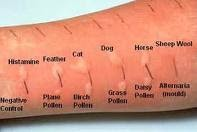 Histamine Feather Cat Dog Horse Sheep Wool
Negative Control
Plane Pollen
Birch Pollen
Grass Pollen
Daisy Pollen
Alternaria (mould)